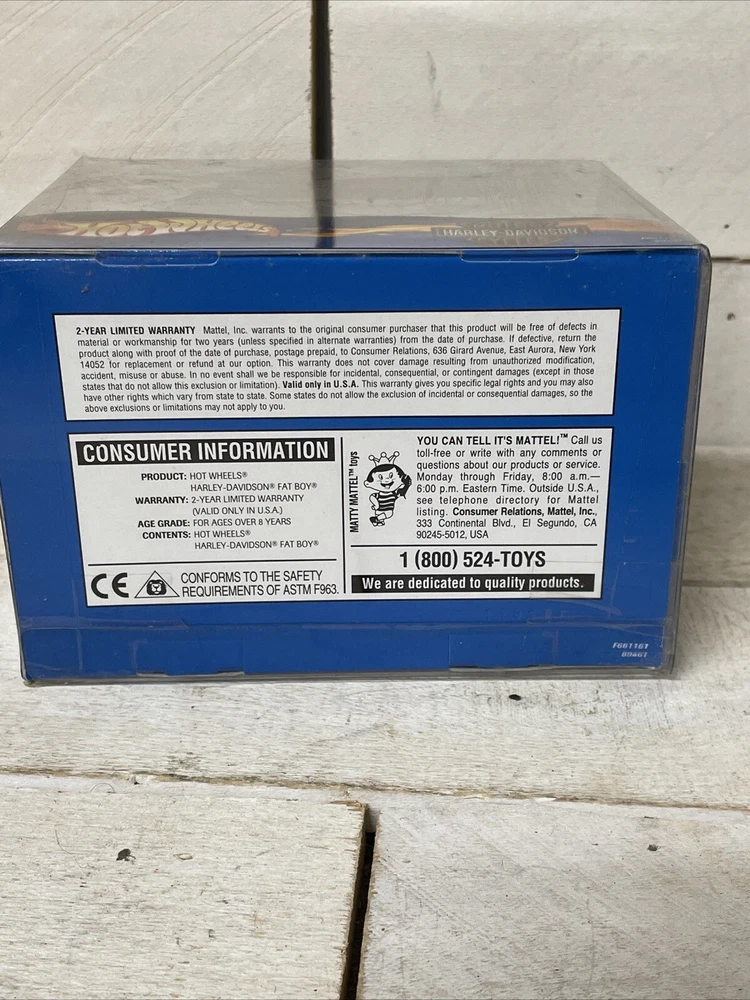 Hot Wheels
HARLEY-DAVIDSON
2-YEAR LIMITED WARRANTY Mattel, Inc. warrants to the original consumer purchaser that this product will be free of defects in
material or workmanship for two years (unless specified in alternate warranties) from the date of purchase. If defective, return the
product along with proof of the date of purchase, postage prepaid, to Consumer Relations, 636 Girard Avenue, East Aurora, New York
14052 for replacement or refund at our option. This warranty does not cover damage resulting from unauthorized modification,
accident, misuse or abuse. In no event shall we be responsible for incidental, consequential, or contingent damages (except in those
states that do not allow this exclusion or limitation). Valid only in U.S.A. This warranty gives you specific legal rights and you may also
have other rights which vary from state to state. Some states do not allow the exclusion of incidental or consequential damages, so the
above exclusions or limitations may not apply to you.
CONSUMER INFORMATION
PRODUCT: HOT WHEELS®
HARLEY-DAVIDSON® FAT BOY®
WARRANTY: 2-YEAR LIMITED WARRANTY
(VALID ONLY IN U.S.A.)
AGE GRADE: FOR AGES OVER 8 YEARS
CONTENTS: HOT WHEELS®
HARLEY-DAVIDSON® FAT BOY®
CE
CONFORMS TO THE SAFETY
REQUIREMENTS OF ASTM F963.
MATTY MATTEL™ toys
YOU CAN TELL IT'S MATTEL!™ Call us
toll-free or write with any comments or
questions about our products or service.
Monday through Friday, 8:00 a.m.—
6:00 p.m. Eastern Time. Outside U.S.A.,
see telephone directory for Mattel
listing. Consumer Relations, Mattel, Inc.,
333 Continental Blvd., El Segundo, CA
90245-5012, USA
1 (800) 524-TOYS
We are dedicated to quality products.
F661161